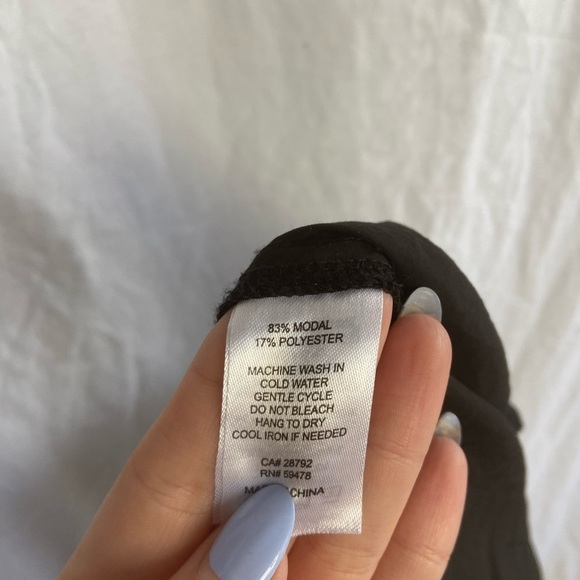 83% MODAL
17% POLYESTER
MACHINE WASH IN
COLD WATER
GENTLE CYCLE
DO NOT BLEACH
HANG TO DRY
COOL IRON IF NEEDED
CA# 28792
RN# 59478
CHINA